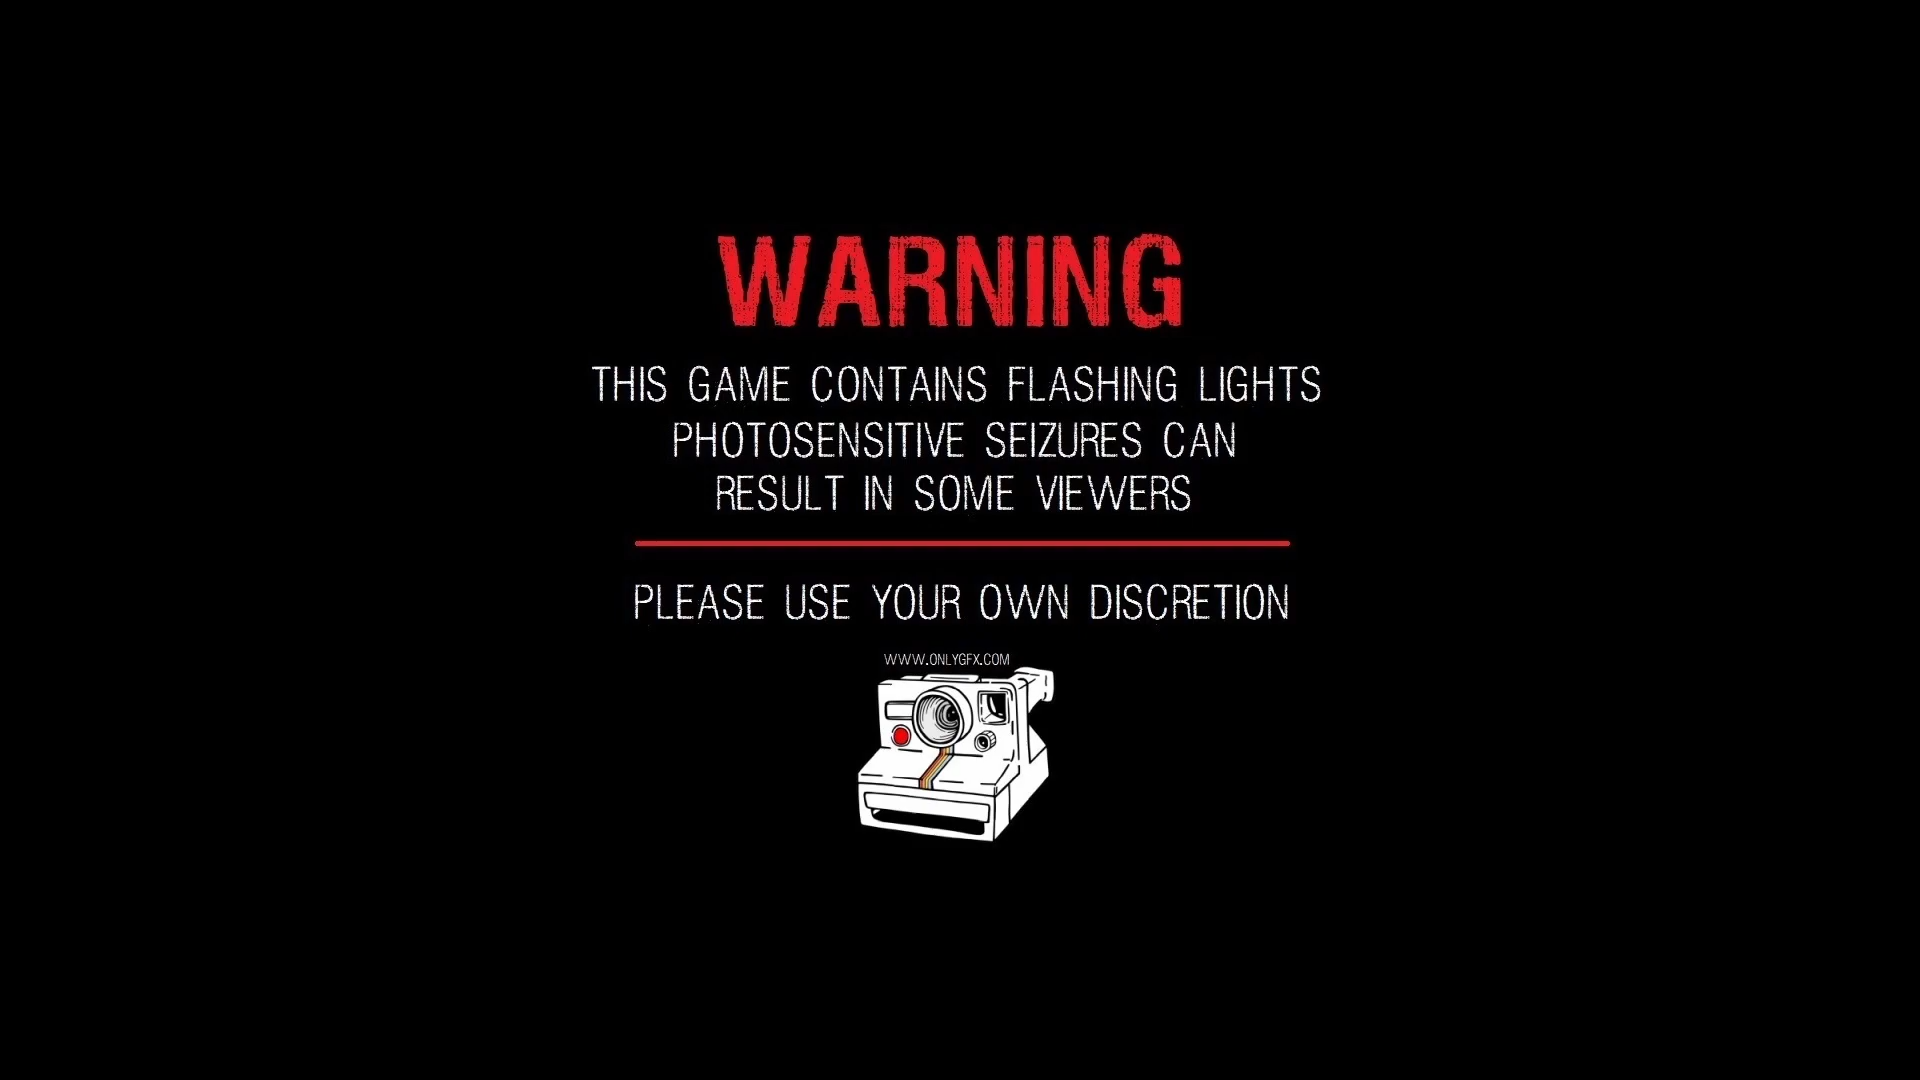 WARNING
THIS GAME CONTAINS FLASHING LIGHTS
PHOTOSENSITIVE SEIZURES CAN
RESULT IN SOME VIEWERS
PLEASE USE YOUR OWN DISCRETION
WWW.ONLYGFX.COM